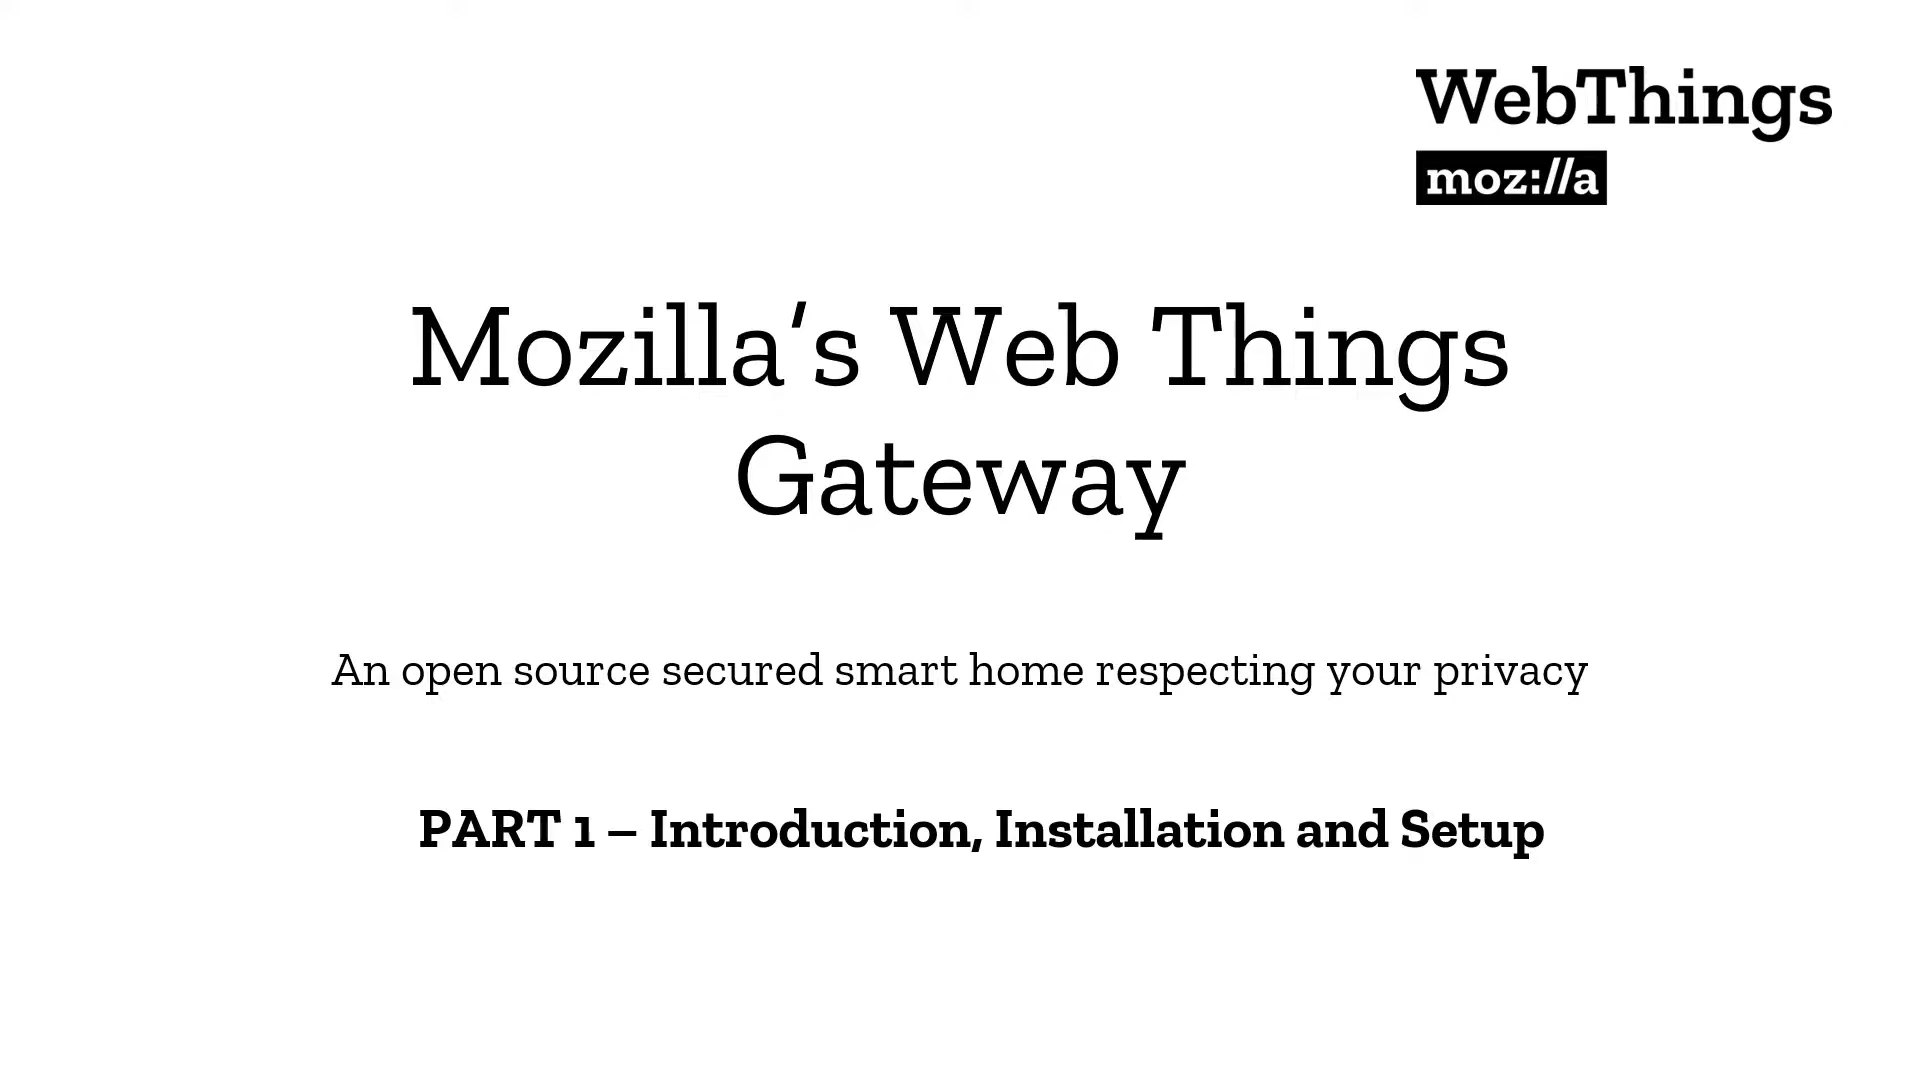 WebThings
moz://a
Mozilla‘s Web Things
Gateway
An open source secured smart home respecting your privacy
PART 1 – Introduction, Installation and Setup